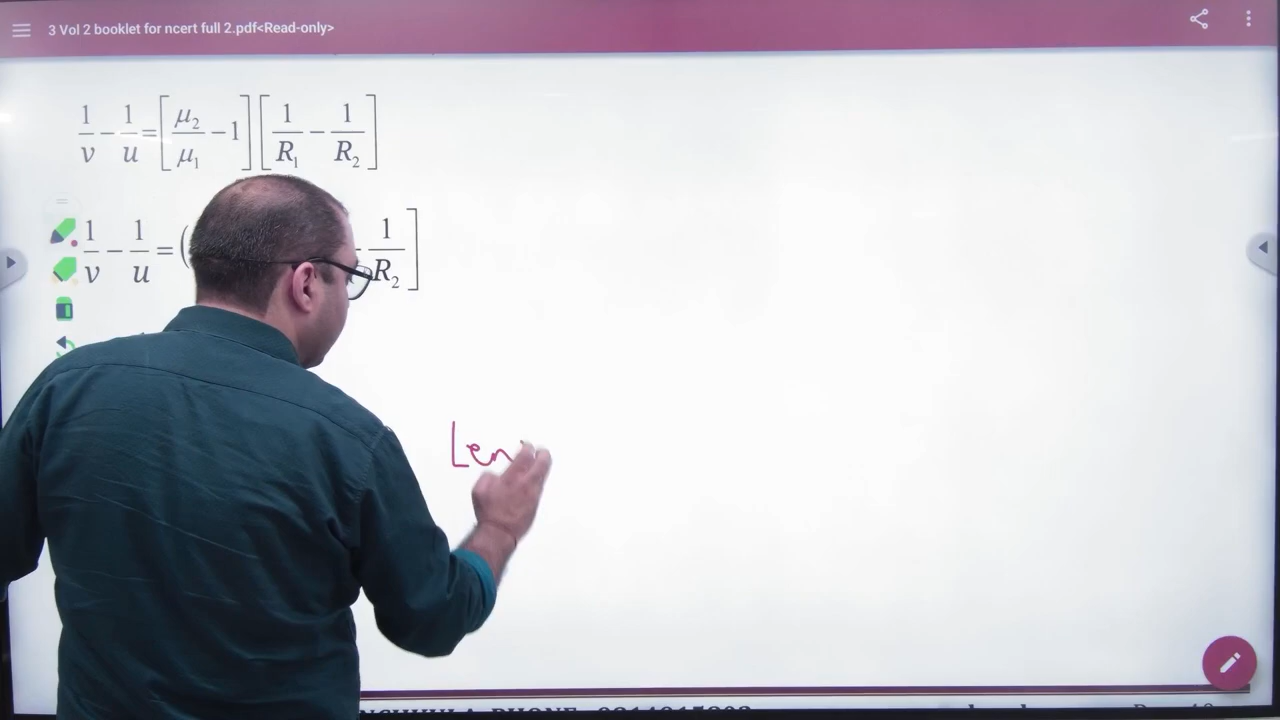 3 Vol 2 booklet for ncert full 2.pdf<Read-only>
1/v − 1/u = [μ₂/μ₁ − 1] [1/R₁ − 1/R₂]
1/v − 1/u = ( − 1/R₂]
Len